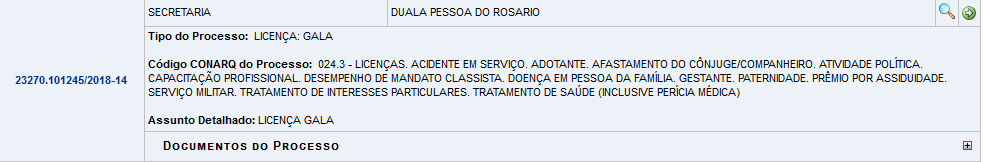 SECRETARIA DUALA PESSOA DO ROSARIO
Tipo do Processo: LICENÇA: GALA
Código CONARQ do Processo: 024.3 - LICENÇAS. ACIDENTE EM SERVIÇO. ADOTANTE. AFASTAMENTO DO CÔNJUGE/COMPANHEIRO. ATIVIDADE POLÍTICA.
CAPACITAÇÃO PROFISSIONAL. DESEMPENHO DE MANDATO CLASSISTA. DOENÇA EM PESSOA DA FAMÍLIA. GESTANTE. PATERNIDADE. PRÊMIO POR ASSIDUIDADE.
23270.101245/2018-14
SERVIÇO MILITAR. TRATAMENTO DE INTERESSES PARTICULARES. TRATAMENTO DE SAÚDE (INCLUSIVE PERÍCIA MÉDICA)
Assunto Detalhado: LICENÇA GALA
DOCUMENTOS DO PROCESSO